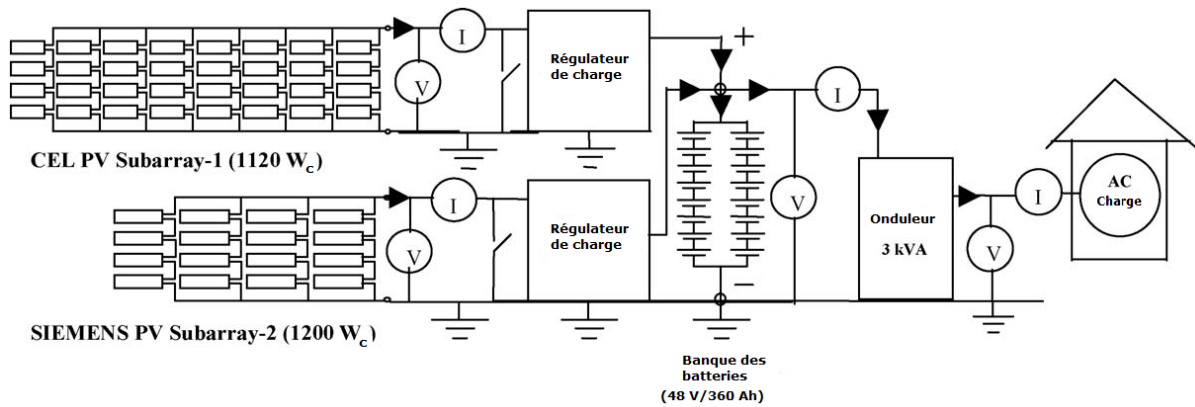 I
V
Régulateur
de charge
+
CEL PV Subarray-1 (1120 Wc)
I
V
Régulateur
de charge
SIEMENS PV Subarray-2 (1200 Wc)
V
I
−
Banque des
batteries
(48 V/360 Ah)
Onduleur
3 kVA
I
V
AC
Charge